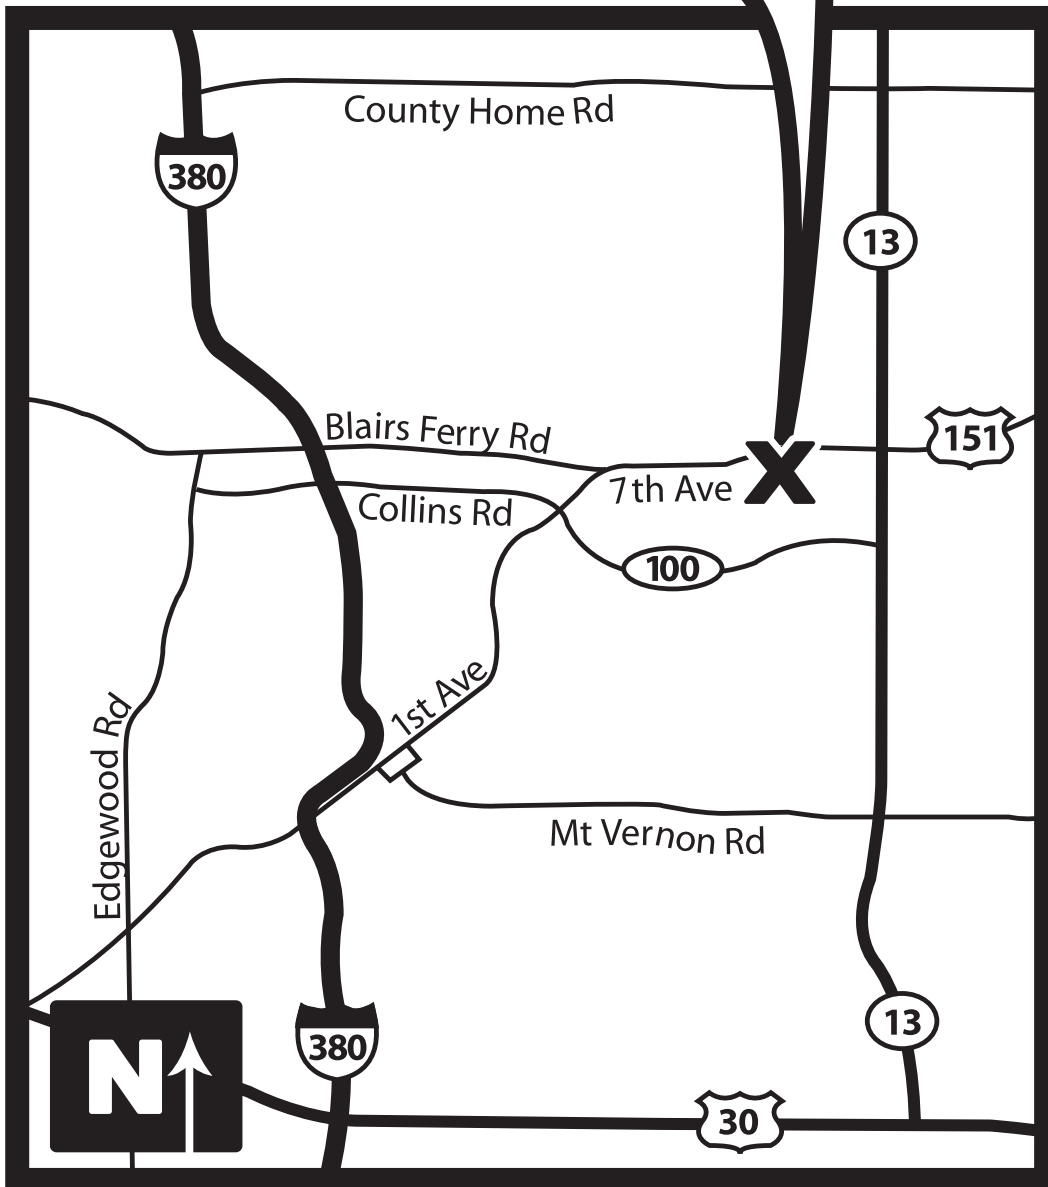 County Home Rd
380
13
Blairs Ferry Rd
151
7th Ave
X
Collins Rd
100
1st Ave
Edgewood Rd
Mt Vernon Rd
13
380
N
30